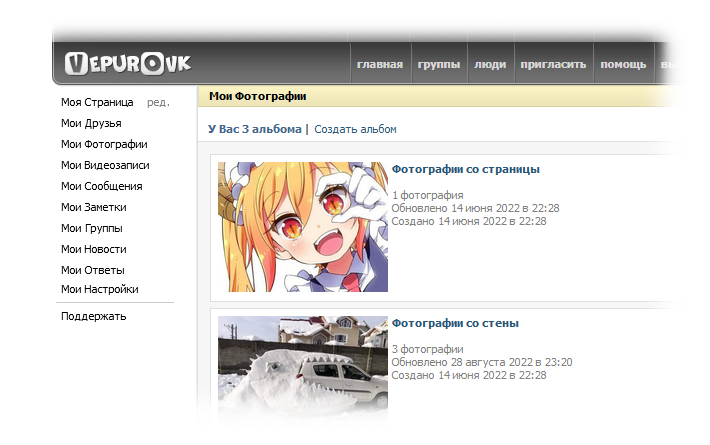 VEPUROVK
главная группы люди пригласить помощь
Моя Страница ред.
Мои Друзья
Мои Фотографии
Мои Видеозаписи
Мои Сообщения
Мои Заметки
Мои Группы
Мои Новости
Мои Ответы
Мои Настройки
Поддержать
Мои Фотографии
У Вас 3 альбома | Создать альбом
Фотографии со страницы
1 фотография
Обновлено 14 июня 2022 в 22:28
Создано 14 июня 2022 в 22:28
Фотографии со стены
3 фотографии
Обновлено 28 августа 2022 в 23:20
Создано 14 июня 2022 в 22:28